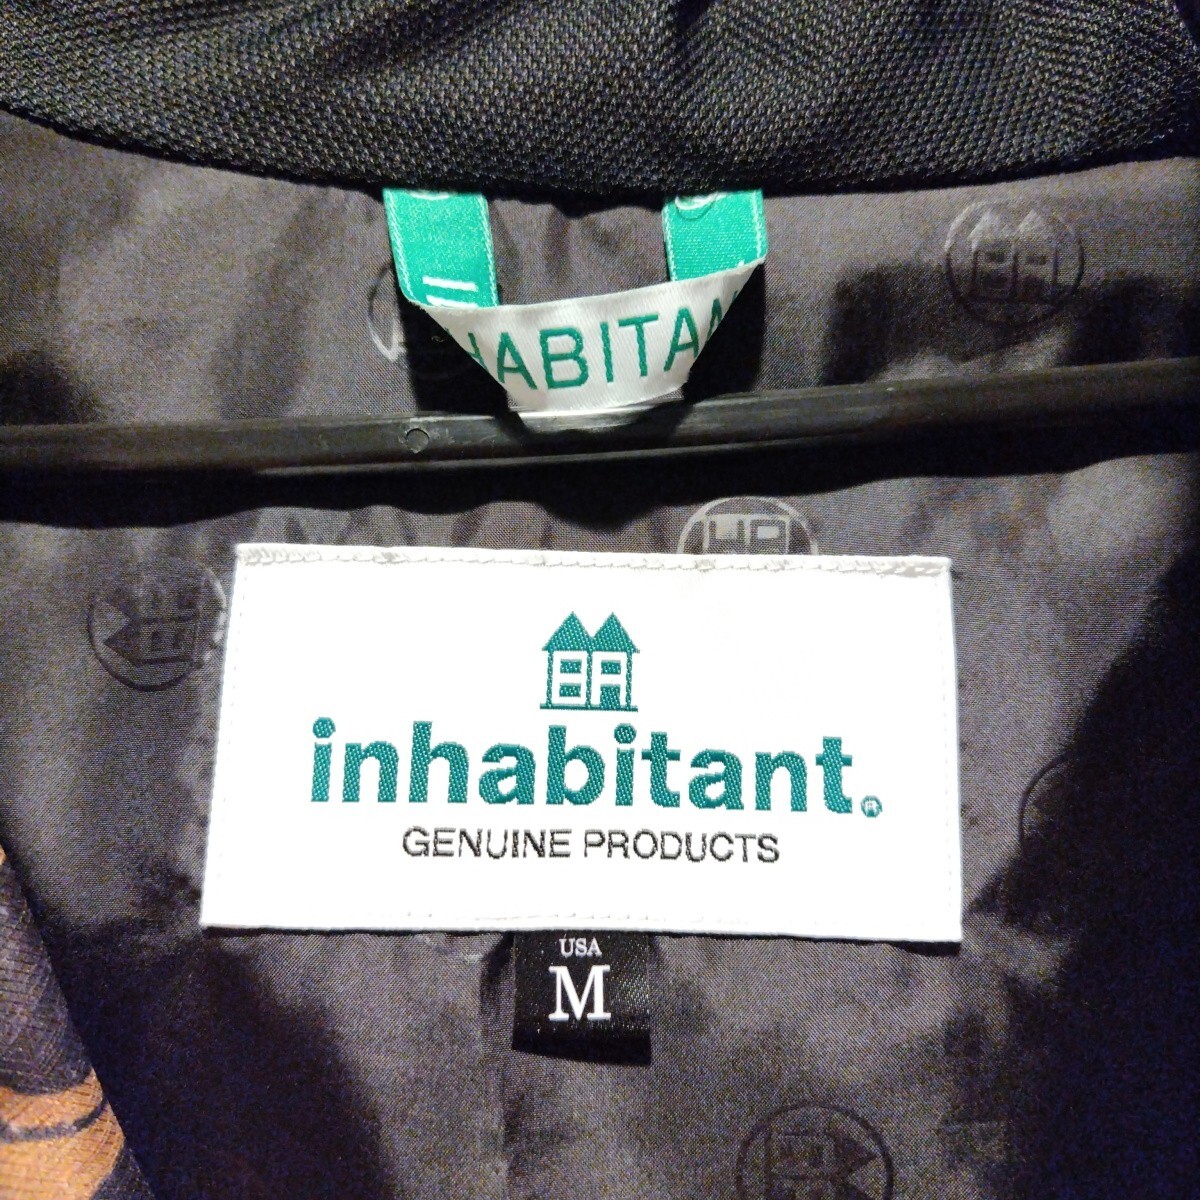 HABITAN
inhabitant.®
GENUINE PRODUCTS
USA
M